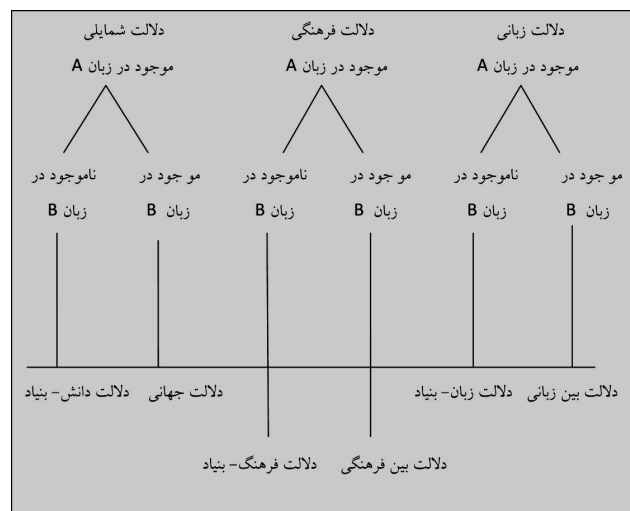 دلالت زبانی
دلالت فرهنگی
دلالت شمایلی
موجود در زبان A
موجود در زبان A
موجود در زبان A
مو جود در
ناموجود در
مو جود در
ناموجود در
مو جود در
ناموجود در
زبان B
زبان B
زبان B
زبان B
زبان B
زبان B
دلالت بین زبانی
دلالت زبان- بنیاد
دلالت جهانی
دلالت دانش- بنیاد
دلالت بین فرهنگی
دلالت فرهنگ- بنیاد